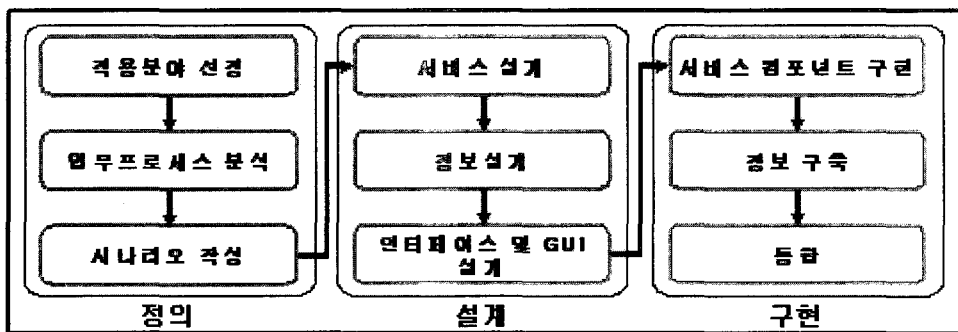 적용분야 선정
업무프로세스 분석
시나리오 작성
정의
서비스 설계
정보설계
인터페이스 및 GUI
설계
설계
서비스 컴포넌트 구현
정보 구축
통합
구현